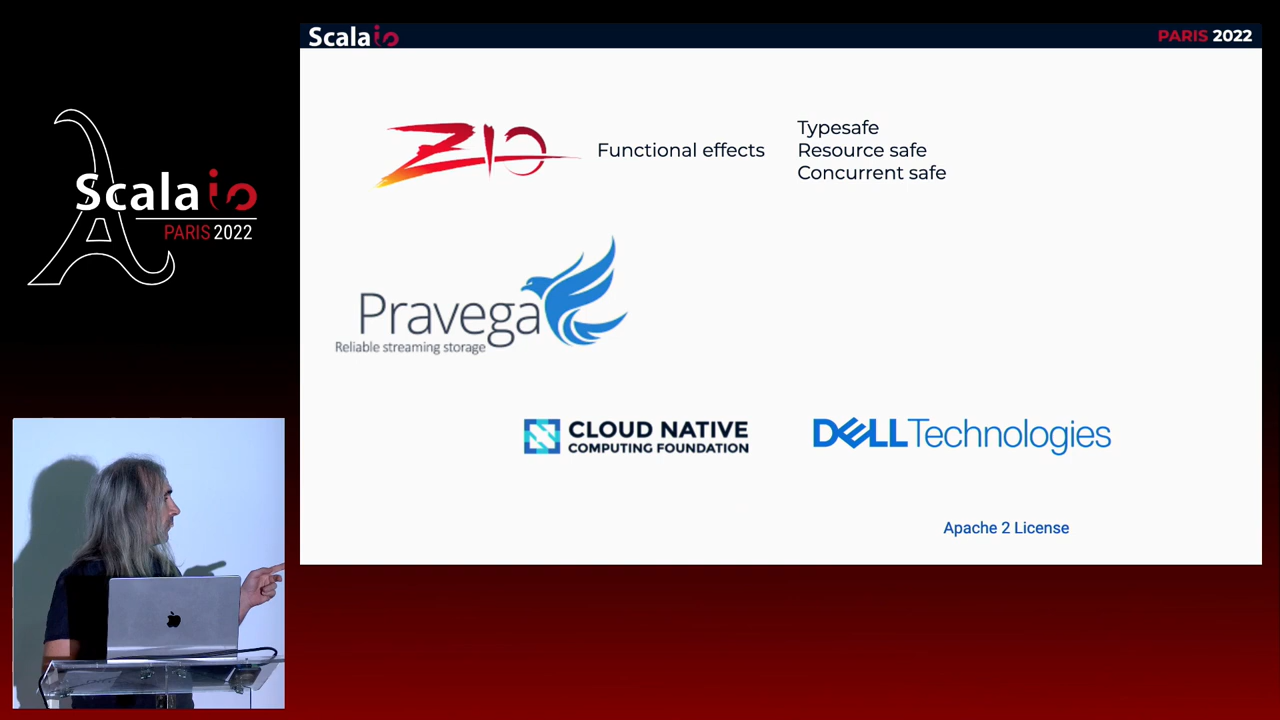 Scala io
PARIS 2022
Scala io
PARIS 2022
ZIO
Functional effects
Typesafe
Resource safe
Concurrent safe
Pravega
Reliable streaming storage
CLOUD NATIVE
COMPUTING FOUNDATION
DELL Technologies
Apache 2 License